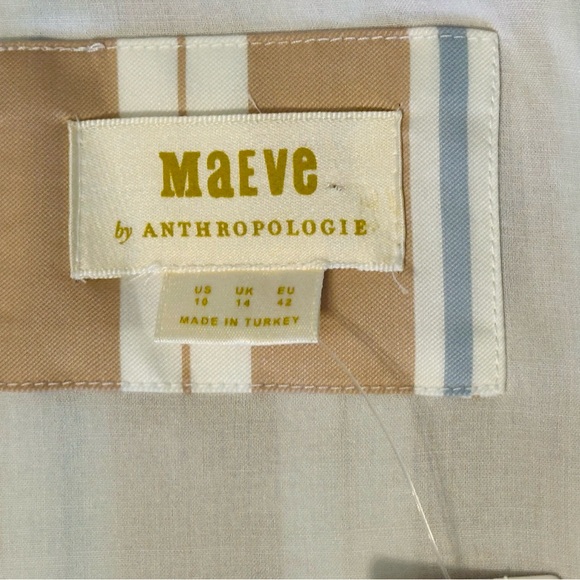 MaEVe
by ANTHROPOLOGIE
US UK EU
10 14 42
MADE IN TURKEY